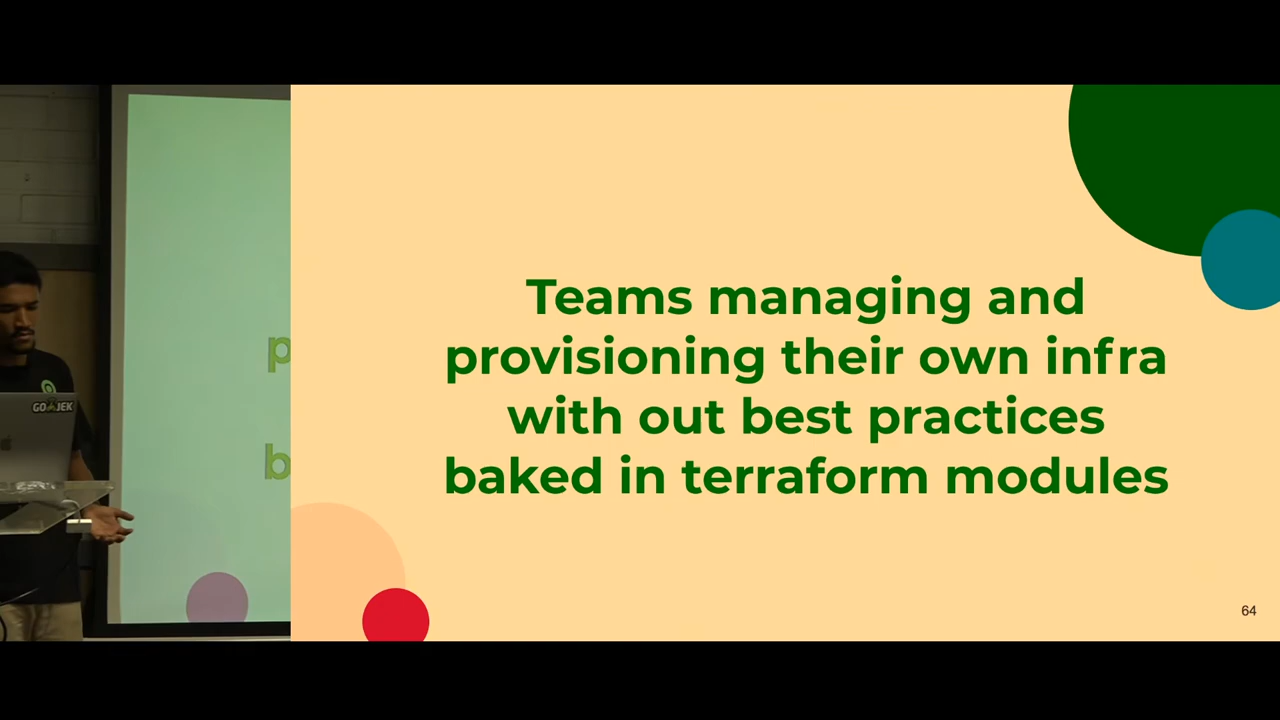 Teams managing and
provisioning their own infra
with out best practices
baked in terraform modules
64
GOJEK
p
b